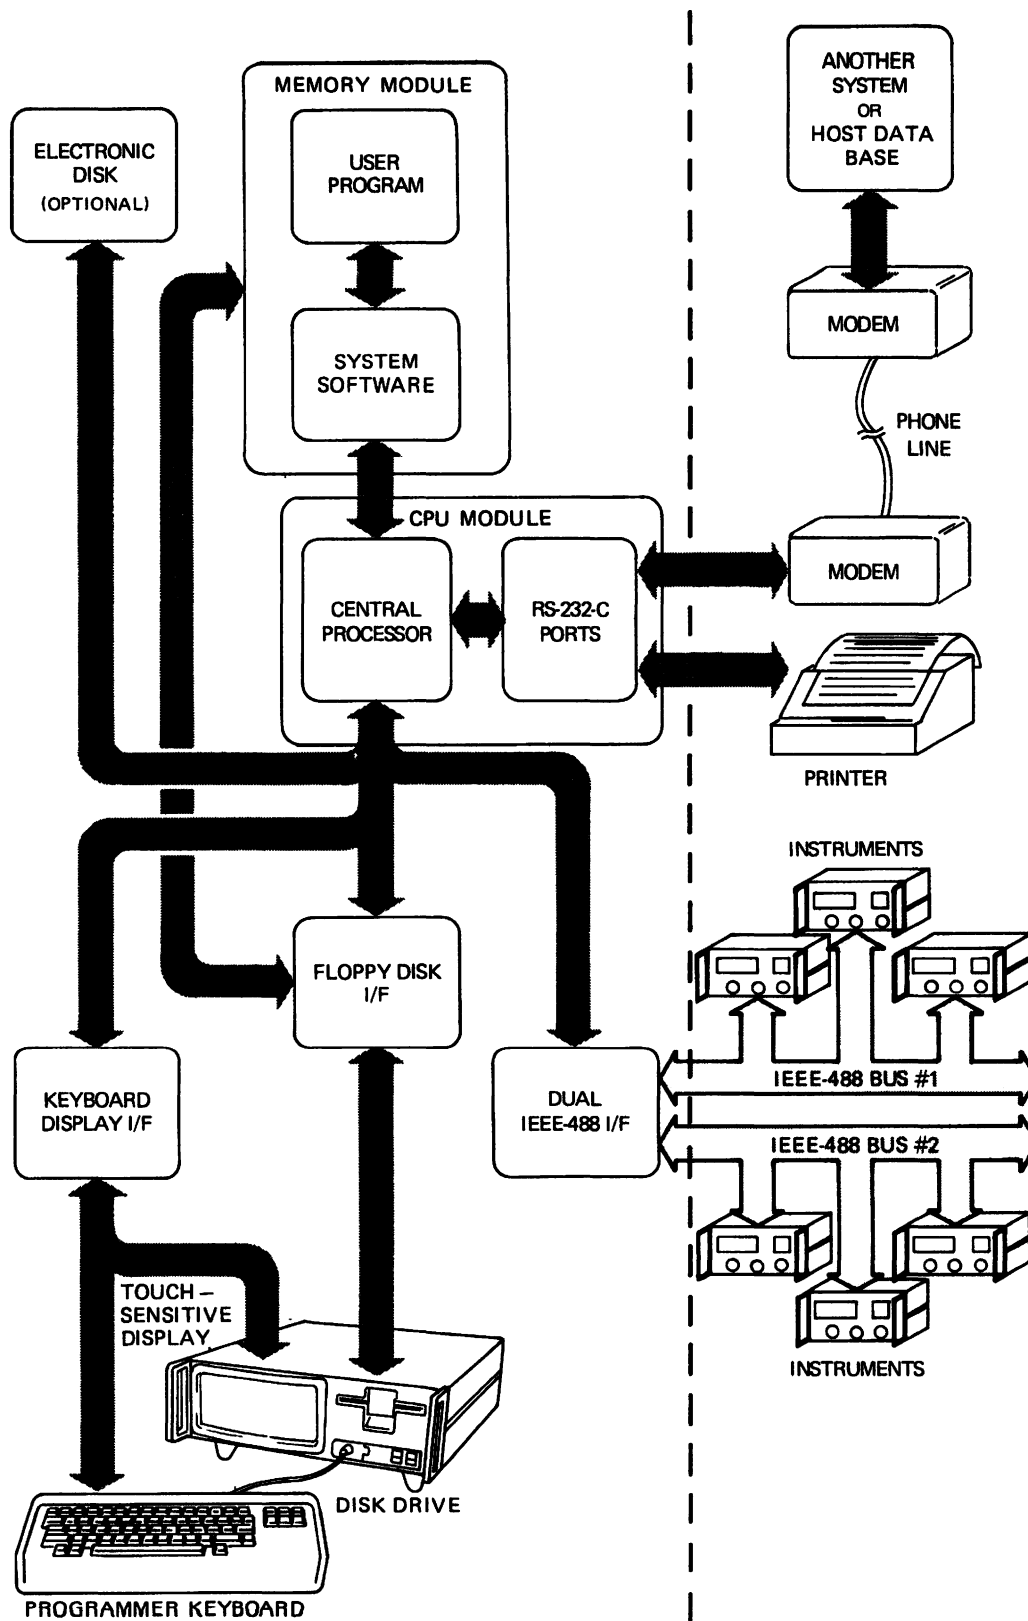 MEMORY MODULE
USER
PROGRAM
SYSTEM
SOFTWARE
ELECTRONIC
DISK
(OPTIONAL)
ANOTHER
SYSTEM
OR
HOST DATA
BASE
MODEM
PHONE
LINE
CPU MODULE
CENTRAL
PROCESSOR
RS-232-C
PORTS
MODEM
PRINTER
INSTRUMENTS
FLOPPY DISK
I/F
KEYBOARD
DISPLAY I/F
DUAL
IEEE-488 I/F
IEEE-488 BUS #1
IEEE-488 BUS #2
INSTRUMENTS
TOUCH –
SENSITIVE
DISPLAY
DISK DRIVE
PROGRAMMER KEYBOARD